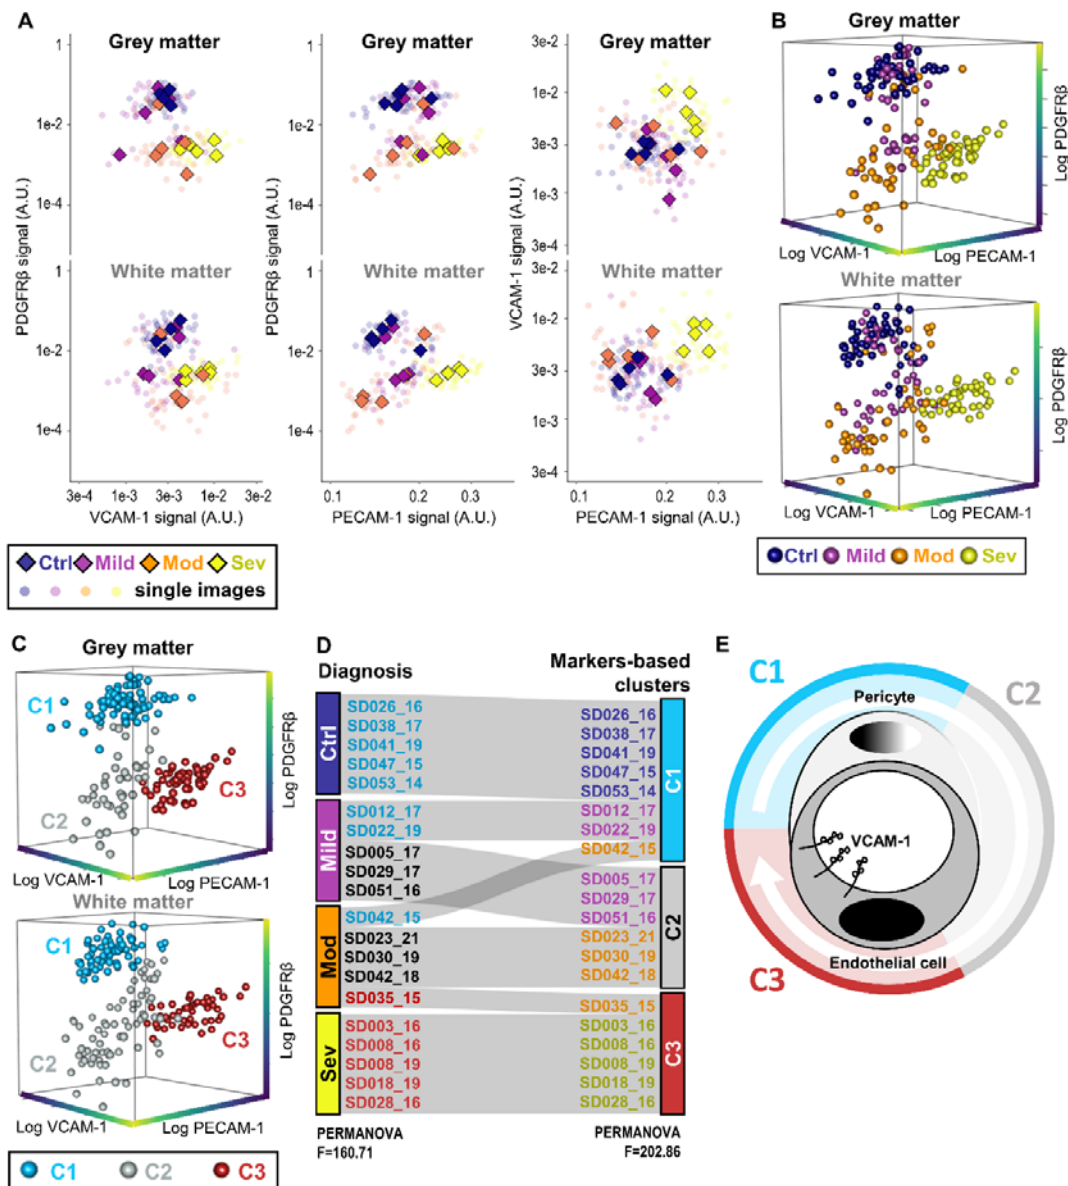 A
Grey matter
Grey matter
Grey matter
1
1e-2
1e-4
PDGFRβ signal (A.U.)
1
1e-2
1e-4
PDGFRβ signal (A.U.)
3e-2
1e-2
3e-3
1e-3
3e-4
VCAM-1 signal (A.U.)
White matter
White matter
White matter
1
1e-2
1e-4
PDGFRβ signal (A.U.)
1
1e-2
1e-4
PDGFRβ signal (A.U.)
3e-2
1e-2
3e-3
1e-3
3e-4
VCAM-1 signal (A.U.)
3e-4 1e-3 3e-3 1e-2 3e-2
VCAM-1 signal (A.U.)
0.1 0.2 0.3
PECAM-1 signal (A.U.)
0.1 0.2 0.3
PECAM-1 signal (A.U.)
Ctrl Mild Mod Sev
single images
B
Grey matter
Log PDGFRβ
Log VCAM-1
Log PECAM-1
White matter
Log PDGFRβ
Log VCAM-1
Log PECAM-1
Ctrl Mild Mod Sev
C
Grey matter
C1
C2
C3
Log PDGFRβ
Log VCAM-1
Log PECAM-1
White matter
C1
C2
C3
Log PDGFRβ
Log VCAM-1
Log PECAM-1
C1 C2 C3
D
Diagnosis
Markers-based
clusters
Ctrl
SD026_16
SD038_17
SD041_19
SD047_15
SD053_14
Mild
SD012_17
SD022_19
SD005_17
SD029_17
SD051_16
Mod
SD042_15
SD023_21
SD030_19
SD042_18
SD035_15
Sev
SD003_16
SD008_16
SD008_19
SD018_19
SD028_16
PERMANOVA
F=160.71
SD026_16
SD038_17
SD041_19
SD047_15
SD053_14
SD012_17
SD022_19
SD042_15
C1
SD005_17
SD029_17
SD051_16
SD023_21
SD030_19
SD042_18
C2
SD035_15
SD003_16
SD008_16
SD008_19
SD018_19
SD028_16
C3
PERMANOVA
F=202.86
E
C1
C2
Pericyte
VCAM-1
Endothelial cell
C3